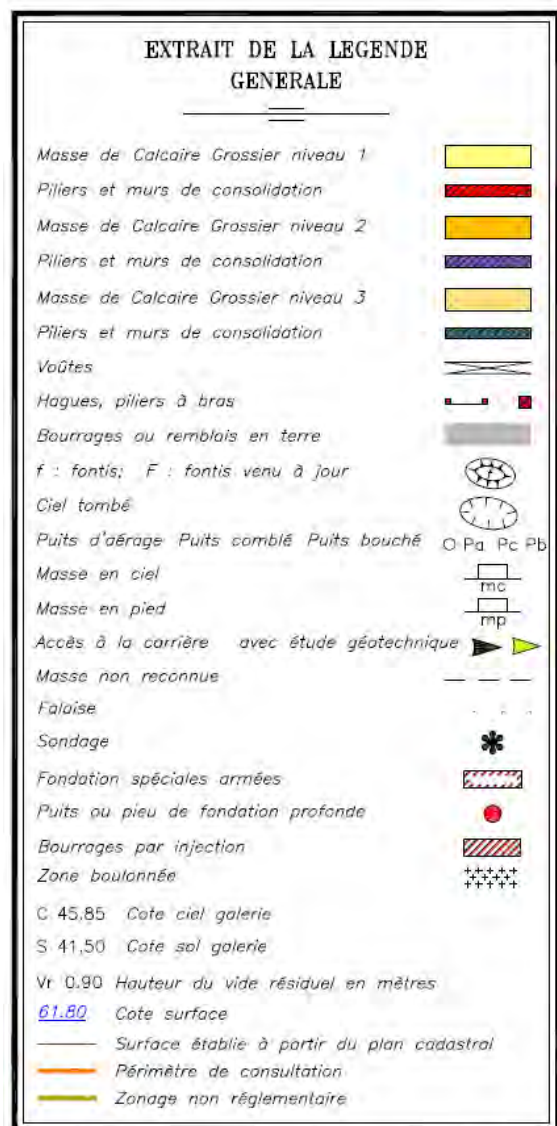 EXTRAIT DE LA LEGENDE
GENERALE
Masse de Calcaire Grossier niveau 1
Piliers et murs de consolidation
Masse de Calcaire Grossier niveau 2
Piliers et murs de consolidation
Masse de Calcaire Grossier niveau 3
Piliers et murs de consolidation
Voûtes
Hagues, piliers à bras
Bourrages ou remblais en terre
f : fontis; F : fontis venu à jour
Ciel tombé
Puits d'aérage Puits comblé Puits bouché O Pa Pc Pb
Masse en ciel mc
Masse en pied mp
Accès à la carrière avec étude géotechnique
Masse non reconnue
Falaise
Sondage
Fondation spéciales armées
Puits ou pieu de fondation profonde
Bourrages par injection
Zone boulonnée
C 45,85 Cote ciel galerie
S 41,50 Cote sol galerie
Vr 0.90 Hauteur du vide résiduel en mètres
61.80 Cote surface
Surface établie à partir du plan cadastral
Périmètre de consultation
Zonage non réglementaire